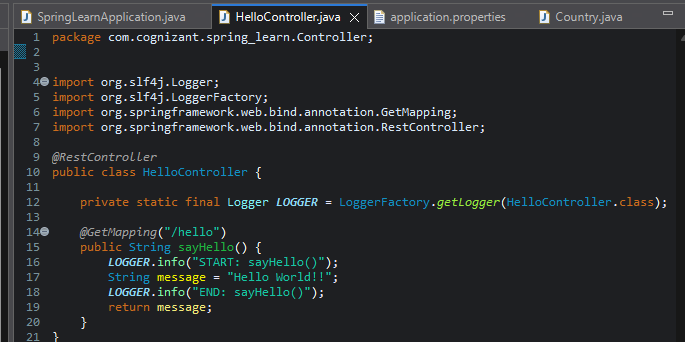 SpringLearnApplication.java HelloController.java application.properties Country.java
1 package com.cognizant.spring_learn.Controller;
2
3
4 import org.slf4j.Logger;
5 import org.slf4j.LoggerFactory;
6 import org.springframework.web.bind.annotation.GetMapping;
7 import org.springframework.web.bind.annotation.RestController;
8
9 @RestController
10 public class HelloController {
11
12     private static final Logger LOGGER = LoggerFactory.getLogger(HelloController.class);
13
14     @GetMapping("/hello")
15     public String sayHello() {
16         LOGGER.info("START: sayHello()");
17         String message = "Hello World!!";
18         LOGGER.info("END: sayHello()");
19         return message;
20     }
21 }